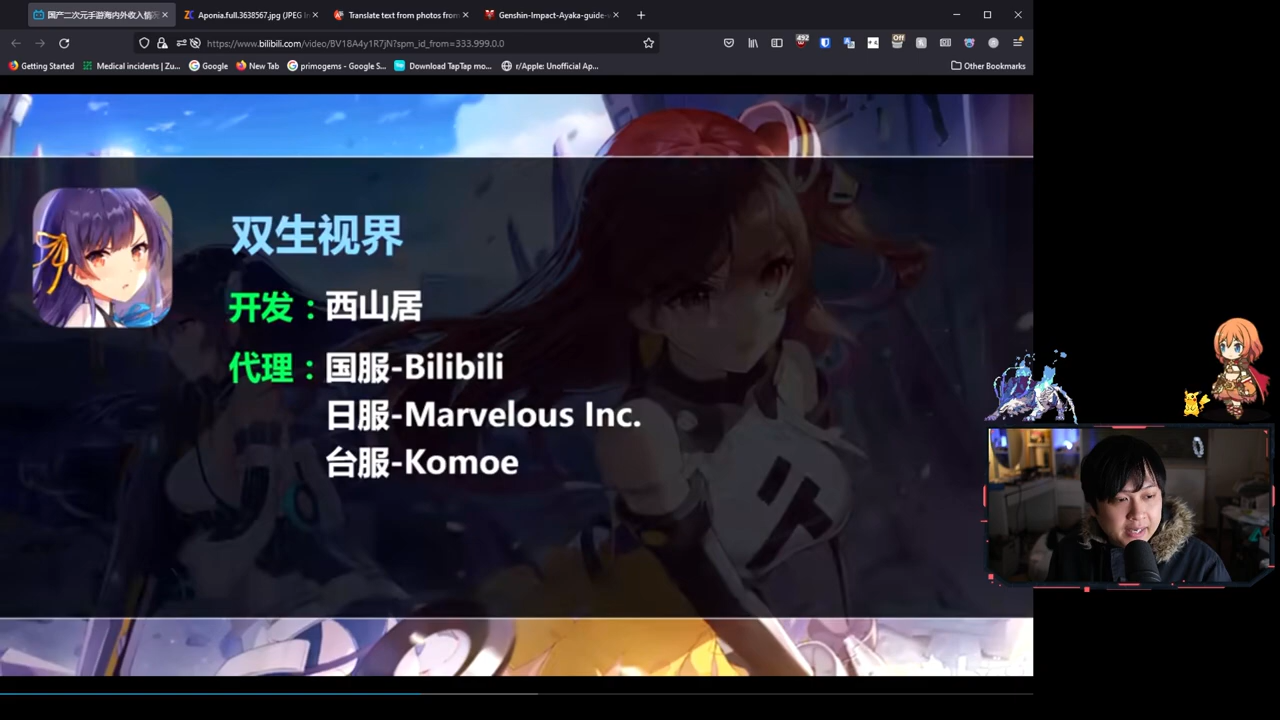 国产二次元手游海内外收入情况
Aponia.full.3638567.jpg (JPEG I
Translate text from photos from
Genshin-Impact-Ayaka-guide-
https://www.bilibili.com/video/BV18A4y1R7jN?spm_id_from=333.999.0.0
492
Off
Getting Started
Medical incidents | Zu...
Google
New Tab
primogems - Google S...
Download TapTap mo...
r/Apple: Unofficial Ap...
Other Bookmarks
双生视界
开发：西山居
代理：国服-Bilibili
日服-Marvelous Inc.
台服-Komoe